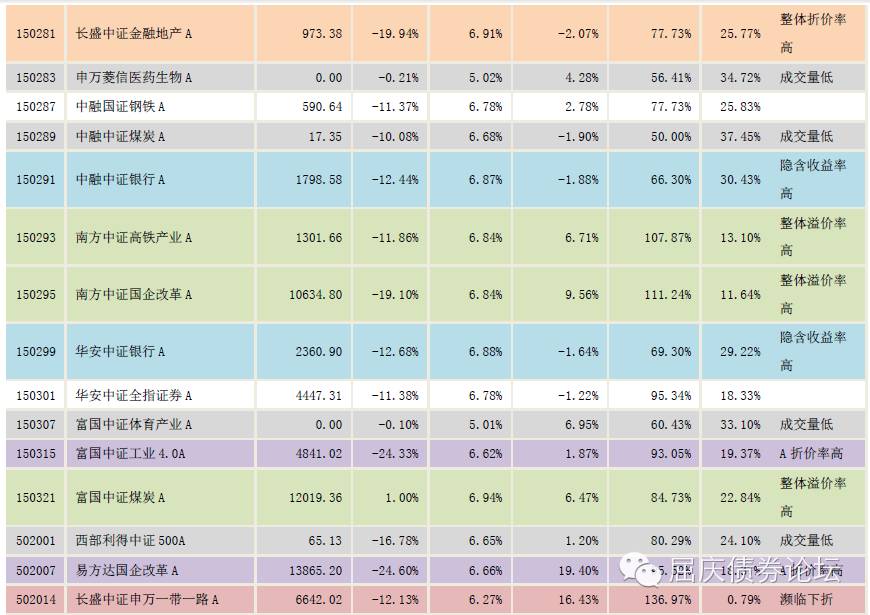 150281 长盛中证金融地产A 973.38 -19.94% 6.91% -2.07% 77.73% 25.77% 整体折价率
高
150283 申万菱信医药生物A 0.00 -0.21% 5.02% 4.28% 56.41% 34.72% 成交量低
150287 中融国证钢铁A 590.64 -11.37% 6.78% 2.78% 77.73% 25.83%
150289 中融中证煤炭A 17.35 -10.08% 6.68% -1.90% 50.00% 37.45% 成交量低
150291 中融中证银行A 1798.58 -12.44% 6.87% -1.88% 66.30% 30.43% 隐含收益率
高
150293 南方中证高铁产业A 1301.66 -11.86% 6.84% 6.71% 107.87% 13.10% 整体溢价率
高
150295 南方中证国企改革A 10634.80 -19.10% 6.84% 9.56% 111.24% 11.64% 整体溢价率
高
150299 华安中证银行A 2360.90 -12.68% 6.88% -1.64% 69.30% 29.22% 隐含收益率
高
150301 华安中证全指证券A 4447.31 -11.38% 6.78% -1.22% 95.34% 18.33%
150307 富国中证体育产业A 0.00 -0.10% 5.01% 6.95% 60.43% 33.10% 成交量低
150315 富国中证工业4.0A 4841.02 -24.33% 6.62% 1.87% 93.05% 19.37% A折价率高
150321 富国中证煤炭A 12019.36 1.00% 6.94% 6.47% 84.73% 22.84% 整体溢价率
高
502001 西部利得中证500A 65.13 -16.78% 6.65% 1.20% 80.29% 24.10% 成交量低
502007 易方达国企改革A 13865.20 -24.60% 6.66% 19.40% A折价率高
屈庆债券论坛
502014 长盛中证申万一带一路A 6642.02 -12.13% 6.27% 16.43% 136.97% 0.79% 濒临下折